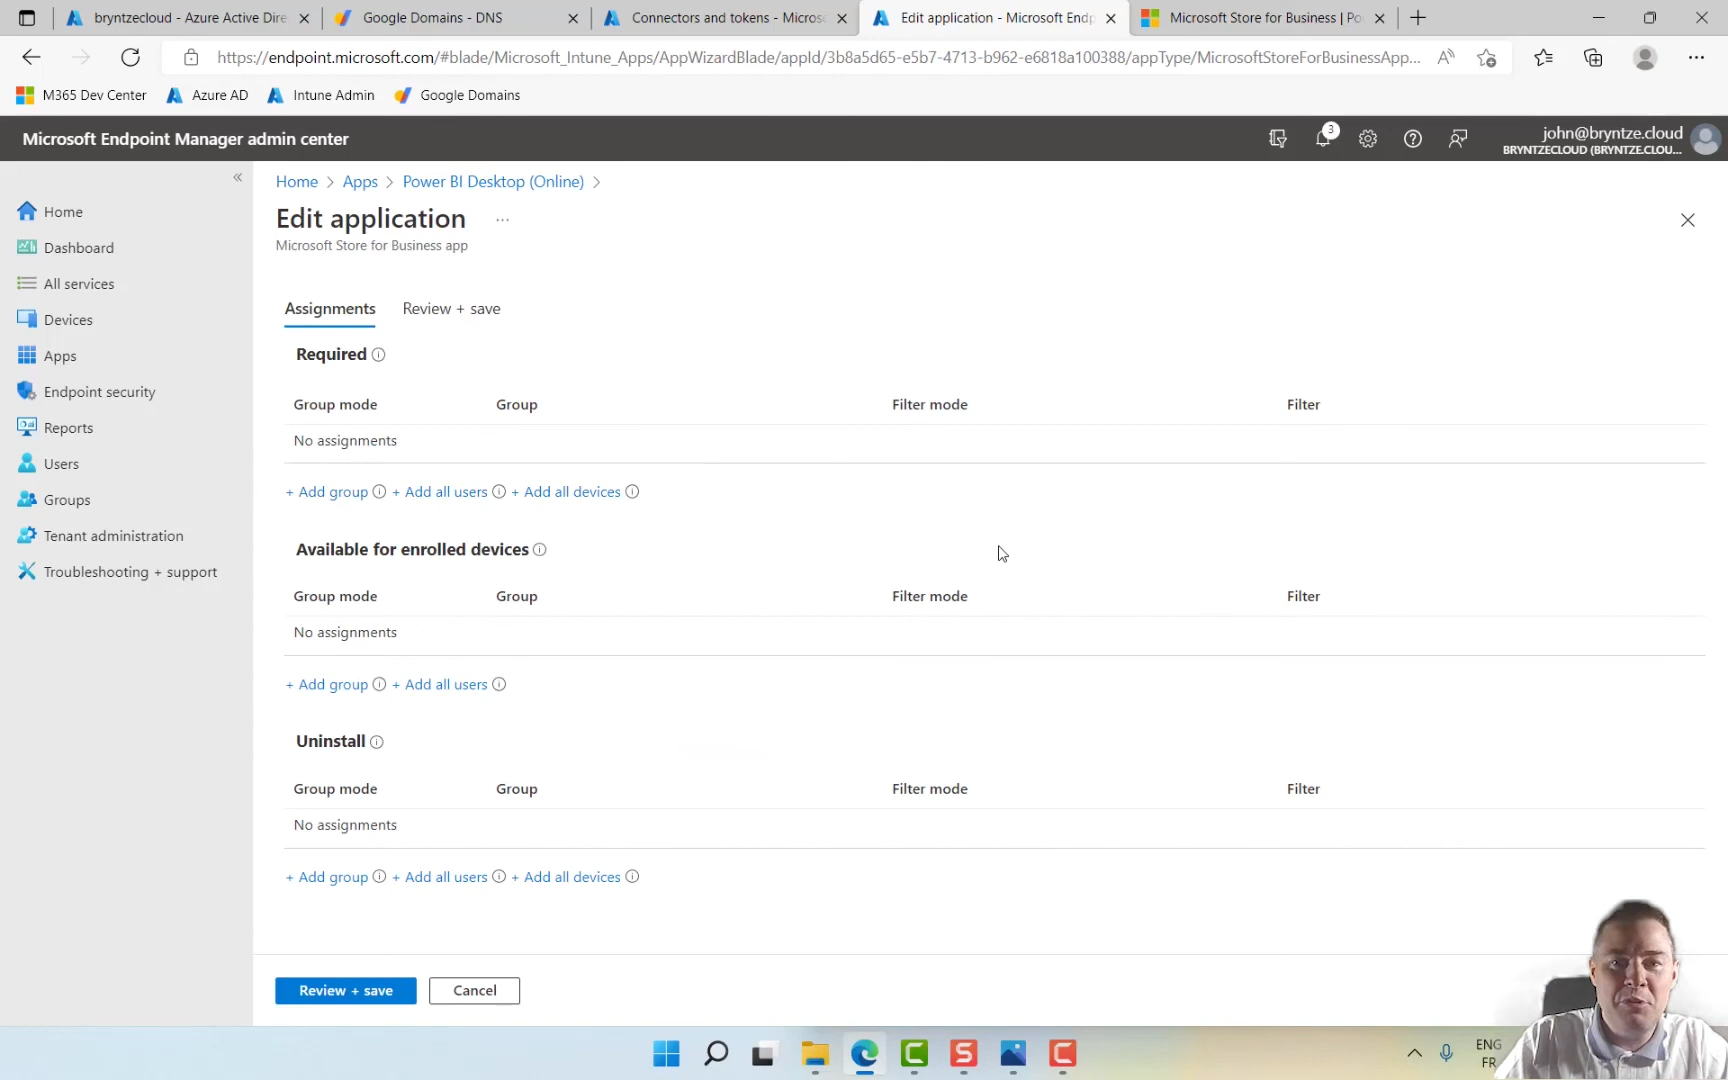 bryntzecloud - Azure Active Dire
Google Domains - DNS
Connectors and tokens - Microso
Edit application - Microsoft Endp
Microsoft Store for Business | Po
https://endpoint.microsoft.com/#blade/Microsoft_Intune_Apps/AppWizardBlade/appId/3b8a5d65-e5b7-4713-b962-e6818a100388/appType/MicrosoftStoreForBusinessApp...
M365 Dev Center
Azure AD
Intune Admin
Google Domains
Microsoft Endpoint Manager admin center
3
john@bryntze.cloud
BRYNTZECLOUD (BRYNTZE.CLOU...
Home
Dashboard
All services
Devices
Apps
Endpoint security
Reports
Users
Groups
Tenant administration
Troubleshooting + support
Home > Apps > Power BI Desktop (Online) >
Edit application ...
Microsoft Store for Business app
Assignments Review + save
Required
Group mode Group Filter mode Filter
No assignments
+ Add group + Add all users + Add all devices
Available for enrolled devices
Group mode Group Filter mode Filter
No assignments
+ Add group + Add all users
Uninstall
Group mode Group Filter mode Filter
No assignments
+ Add group + Add all users + Add all devices
Review + save Cancel
ENG
FR